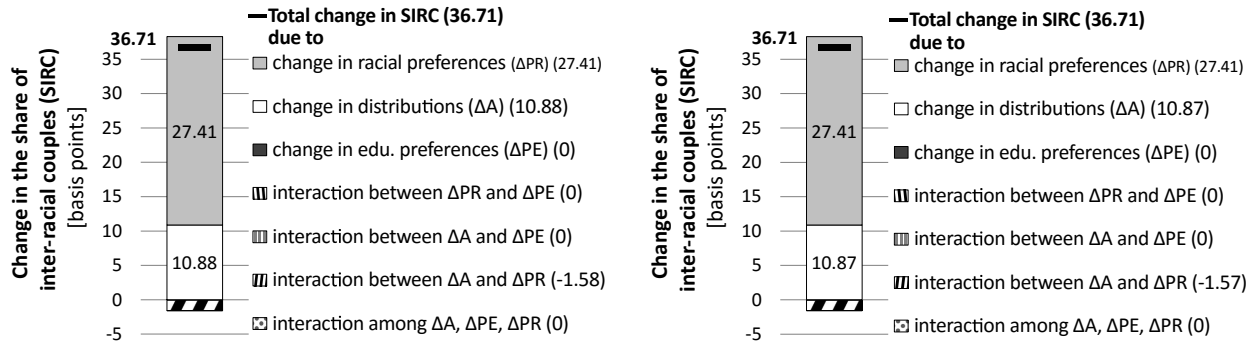 Change in the share of
inter-racial couples (SIRC)
[basis points]
36.71
35
30
25
20
15
10
5
0
-5
27.41
10.88
Total change in SIRC (36.71)
due to
change in racial preferences (ΔPR) (27.41)
change in distributions (ΔA) (10.88)
change in edu. preferences (ΔPE) (0)
interaction between ΔPR and ΔPE (0)
interaction between ΔA and ΔPE (0)
interaction between ΔA and ΔPR (-1.58)
interaction among ΔA, ΔPE, ΔPR (0)
Change in the share of
inter-racial couples (SIRC)
[basis points]
36.71
35
30
25
20
15
10
5
0
-5
27.41
10.87
Total change in SIRC (36.71)
due to
change in racial preferences (ΔPR) (27.41)
change in distributions (ΔA) (10.87)
change in edu. preferences (ΔPE) (0)
interaction between ΔPR and ΔPE (0)
interaction between ΔA and ΔPE (0)
interaction between ΔA and ΔPR (-1.57)
interaction among ΔA, ΔPE, ΔPR (0)